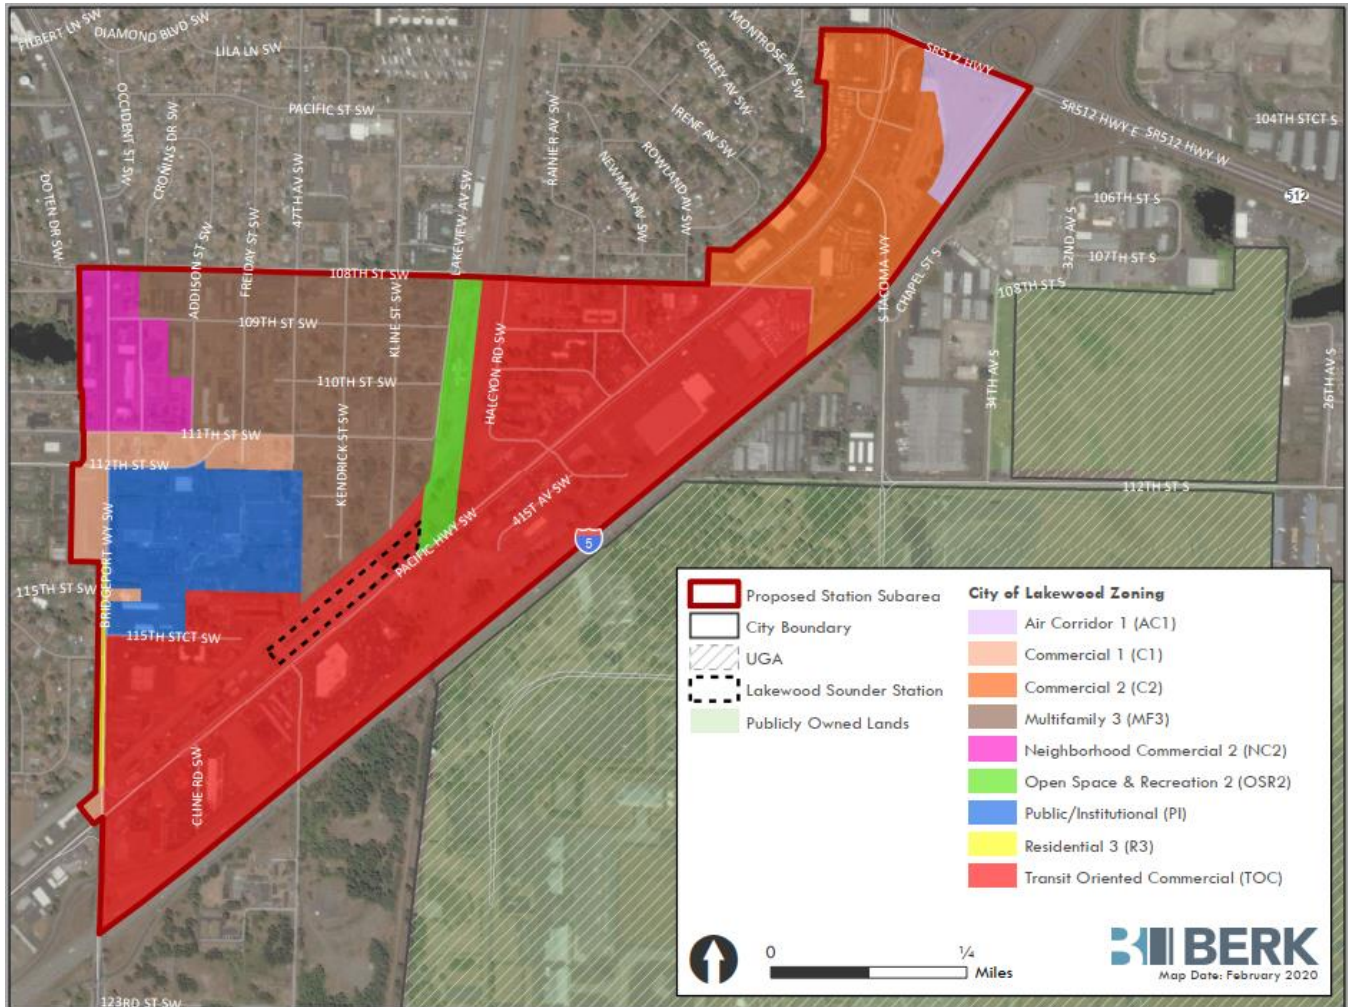 FILBERT LN SW
DIAMOND BLVD SW
LILA LN SW
OCCIDENT ST SW
CRONINS DR SW
PACIFIC ST SW
DOTEN DR SW
ADDISON ST SW
FREIDAY ST SW
47TH AV SW
LAKEVIEW AV SW
RAINIER AV SW
NEWMAN AV SW
ROWLAND AV SW
IRENE AV SW
EARLEY AV SW
MONTROSE AV SW
SR512 HWY
SR512 HWY E
SR512 HWY W
104TH STCT S
512
106TH ST S
32ND AV S
107TH ST S
108TH ST S
S TACOMA WY
CHAPEL ST S
34TH AV S
26TH AV S
112TH ST S
108TH ST SW
109TH ST SW
KLINE ST SW
110TH ST SW
HALCYON RD SW
111TH ST SW
112TH ST SW
KENDRICK ST SW
BRIDGEPORT WY SW
PACIFIC HWY SW
41ST AV SW
5
115TH ST SW
115TH STCT SW
CLINE RD SW
123RD ST SW
Proposed Station Subarea
City Boundary
UGA
Lakewood Sounder Station
Publicly Owned Lands
City of Lakewood Zoning
Air Corridor 1 (AC1)
Commercial 1 (C1)
Commercial 2 (C2)
Multifamily 3 (MF3)
Neighborhood Commercial 2 (NC2)
Open Space & Recreation 2 (OSR2)
Public/Institutional (PI)
Residential 3 (R3)
Transit Oriented Commercial (TOC)
0 ¼
Miles
BERK
Map Date: February 2020